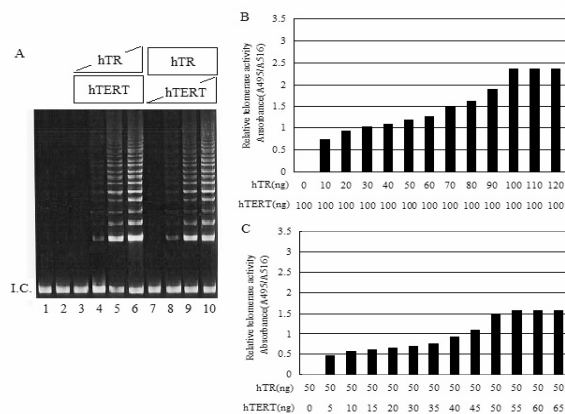 A
hTR
hTR
hTERT
hTERT
I.C.
1 2 3 4 5 6 7 8 9 10
B
Relative telomerase activity
Ansorbance(A495/A516)
3.5
3
2.5
2
1.5
1
0.5
0
hTR(ng) 0 10 20 30 40 50 60 70 80 90 100 110 120
hTERT(ng) 100 100 100 100 100 100 100 100 100 100 100 100 100
C
Relative telomerase activity
Absorbance(A495/A516)
3.5
3
2.5
2
1.5
1
0.5
0
hTR(ng) 50 50 50 50 50 50 50 50 50 50 50 50 50
hTERT(ng) 0 5 10 15 20 30 35 40 45 50 55 60 65